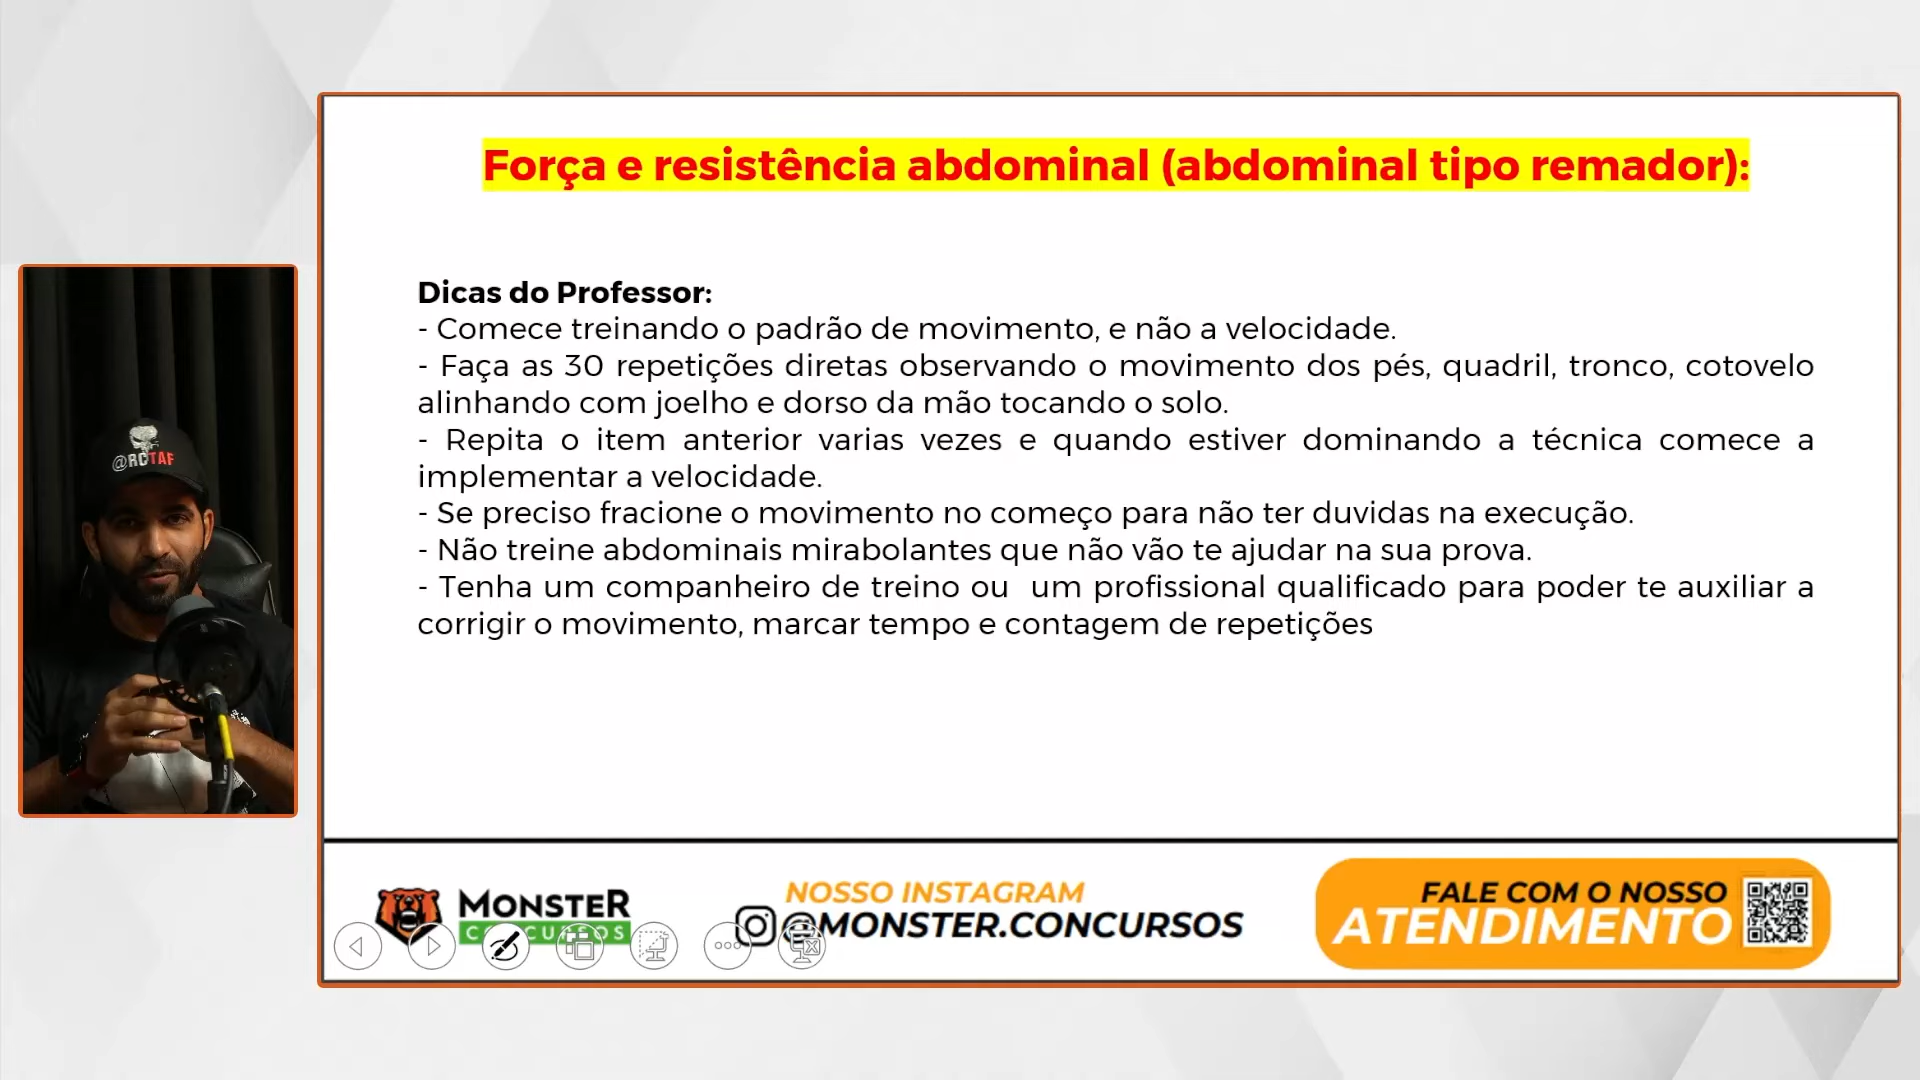 Força e resistência abdominal (abdominal tipo remador):
Dicas do Professor:
- Comece treinando o padrão de movimento, e não a velocidade.
- Faça as 30 repetições diretas observando o movimento dos pés, quadril, tronco, cotovelo
alinhando com joelho e dorso da mão tocando o solo.
- Repita o item anterior varias vezes e quando estiver dominando a técnica comece a
implementar a velocidade.
- Se preciso fracione o movimento no começo para não ter duvidas na execução.
- Não treine abdominais mirabolantes que não vão te ajudar na sua prova.
- Tenha um companheiro de treino ou um profissional qualificado para poder te auxiliar a
corrigir o movimento, marcar tempo e contagem de repetições
@RCTAF
MONSTER
CONCURSOS
NOSSO INSTAGRAM
@MONSTER.CONCURSOS
FALE COM O NOSSO
ATENDIMENTO